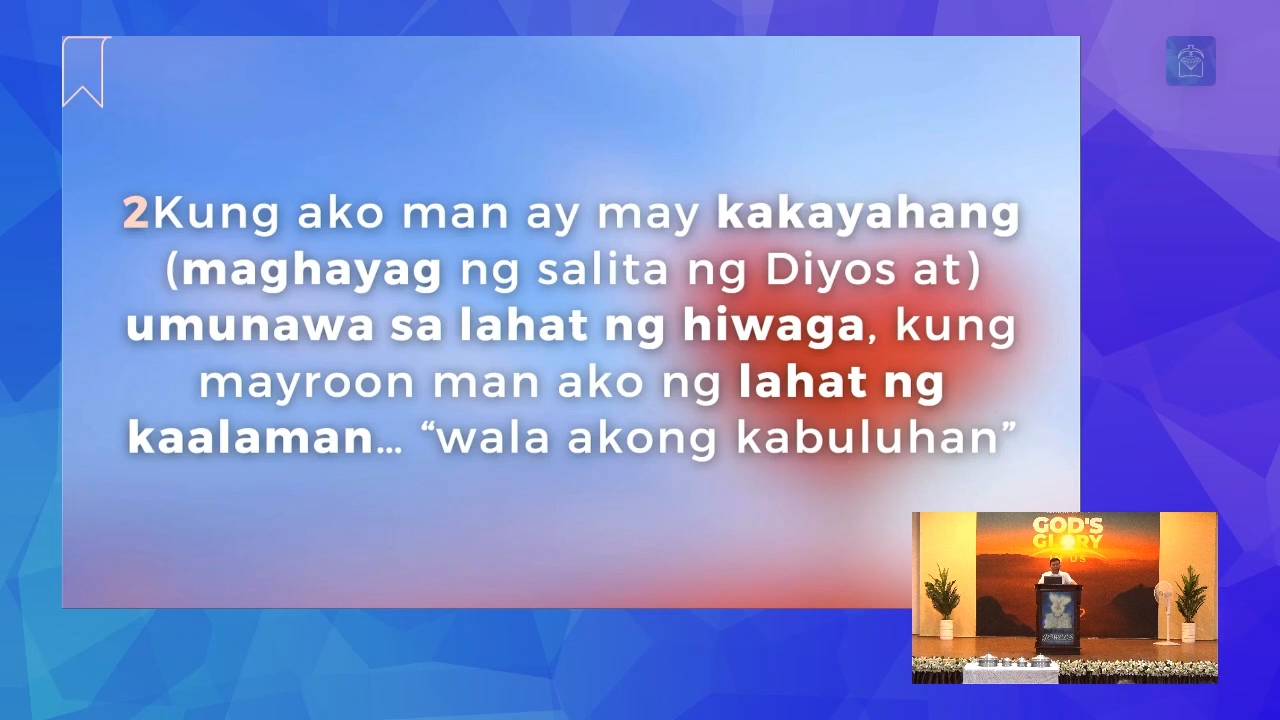 2Kung ako man ay may kakayahang
(maghayag ng salita ng Diyos at)
umunawa sa lahat ng hiwaga, kung
mayroon man ako ng lahat ng
kaalaman… “wala akong kabuluhan”
GOD'S
GLORY
US